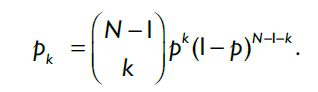 p_k = \binom{N-1}{k} p^k (1-p)^{N-1-k}.